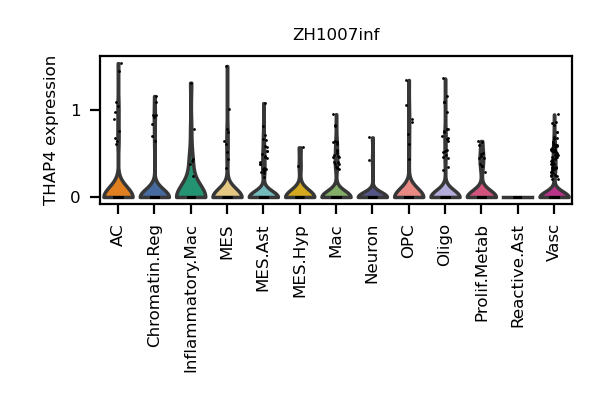 ZH1007inf
THAP4 expression
1
0
AC
Chromatin.Reg
Inflammatory.Mac
MES
MES.Ast
MES.Hyp
Mac
Neuron
OPC
Oligo
Prolif.Metab
Reactive.Ast
Vasc